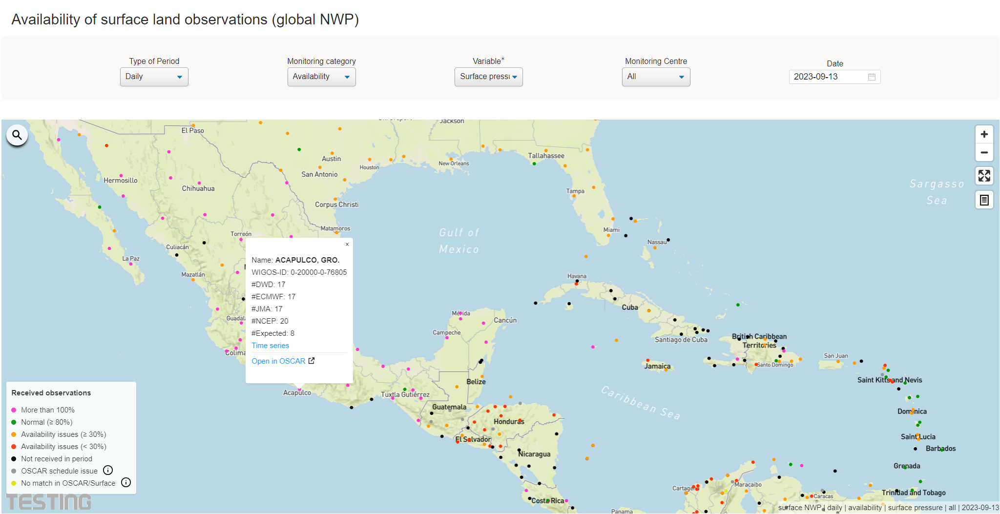 Availability of surface land observations (global NWP)
Type of Period
Daily
Monitoring category
Availability
Variable*
Surface pressu
Monitoring Centre
All
Date
2023-09-13
Jackson
El Paso
Austin
Tallahassee
New Orleans
Houston
San Antonio
Hermosillo
Chihuahua
Sargasso
Sea
Tampa
Corpus Christi
Matamoros
Miami
Torreón
Gulf of
Mexico
Nassau
Culiacán
La Paz
Mazatlán
Havana
Name: ACAPULCO, GRO.
WIGOS-ID: 0-20000-0-76805
#DWD: 17
#ECMWF: 17
#JMA: 17
#NCEP: 20
#Expected: 8
Time series
Open in OSCAR
Cuba
Mérida
Cancún
Guadala
Campeche
Santiago de Cuba
British Caribbean
Territories
Colima
San Juan
Jamaica
Santo Domingo
Belize
Saint Kitts and Nevis
Acapulco
Tuxtla Gutiérrez
Caribbean Sea
Guatemala
Dominica
Honduras
El Salvador
Saint Lucia
Barbados
Nicaragua
Grenada
Cartagen
Maracaibo
Trinidad and Tobago
Caracas
Costa Rica
Panama
Received observations
More than 100%
Normal (≥ 80%)
Availability issues (≥ 30%)
Availability issues (< 30%)
Not received in period
OSCAR schedule issue
No match in OSCAR/Surface
TESTING
surface NWP | daily | availability | surface pressure | all | 2023-09-13